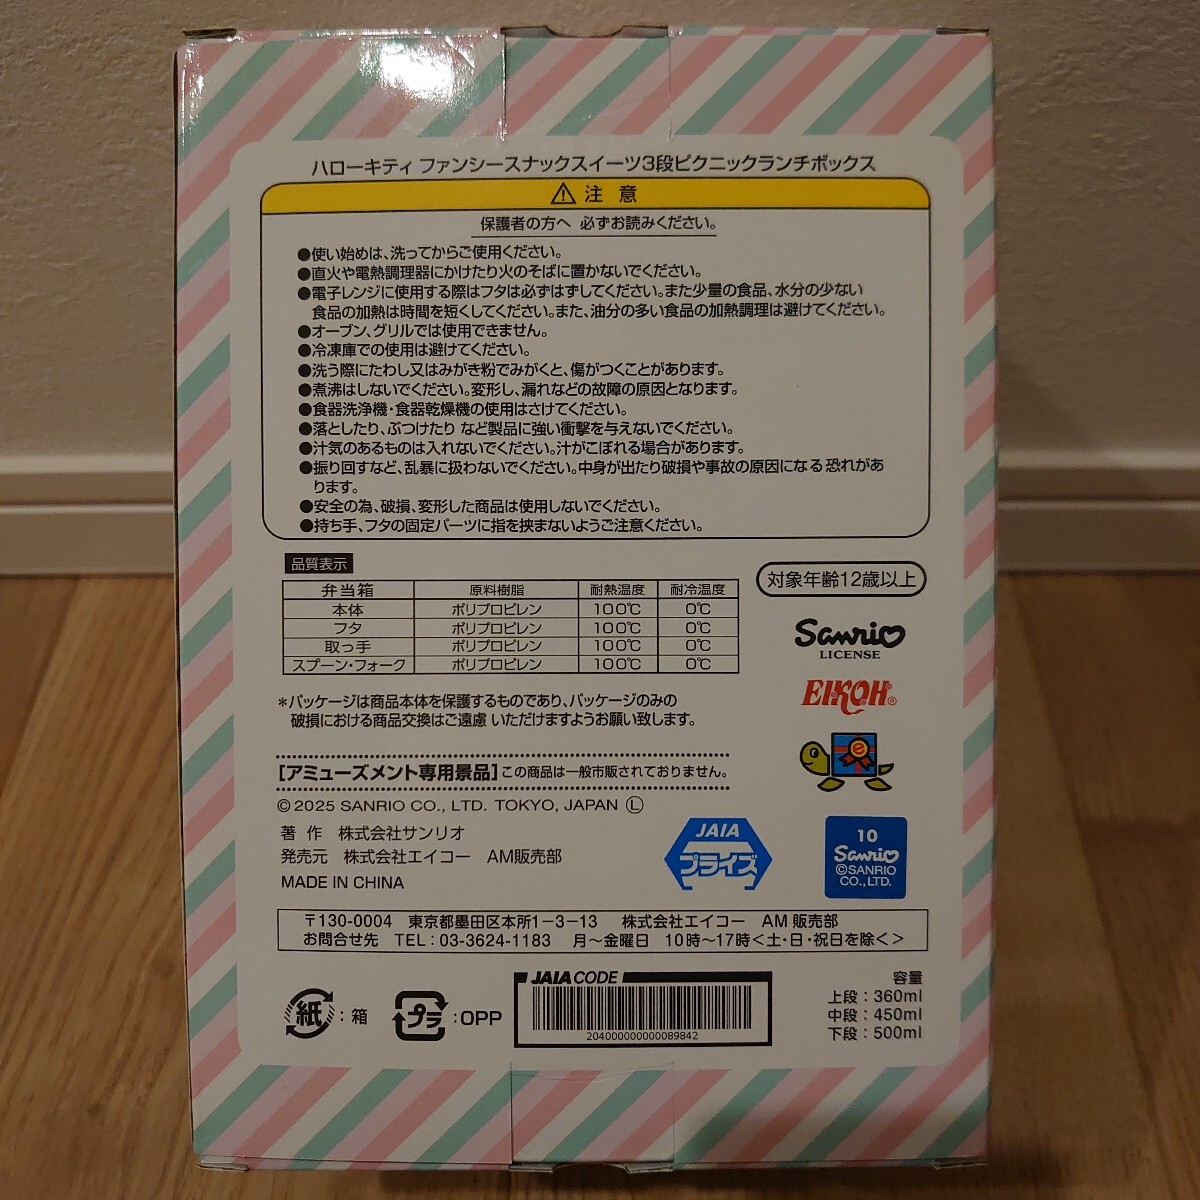 ハローキティ ファンシースナックスイーツ3段ピクニックランチボックス
注 意
保護者の方へ 必ずお読みください。
●使い始めは、洗ってからご使用ください。
●直火や電熱調理器にかけたり火のそばに置かないでください。
●電子レンジに使用する際はフタは必ずはずしてください。また少量の食品、水分の少ない
食品の加熱は時間を短くしてください。また、油分の多い食品の加熱調理は避けてください。
●オーブン、グリルでは使用できません。
●冷凍庫での使用は避けてください。
●洗う際にたわし又はみがき粉でみがくと、傷がつくことがあります。
●煮沸はしないでください。変形し、漏れなどの故障の原因となります。
●食器洗浄機・食器乾燥機の使用はさけてください。
●落としたり、ぶつけたり など製品に強い衝撃を与えないでください。
●汁気のあるものは入れないでください。汁がこぼれる場合があります。
●振り回すなど、乱暴に扱わないでください。中身が出たり破損や事故の原因になる 恐れがあ
ります。
●安全の為、破損、変形した商品は使用しないでください。
●持ち手、フタの固定パーツに指を挟まないようご注意ください。
品質表示
弁当箱 原料樹脂 耐熱温度 耐冷温度
本体 ポリプロピレン 100℃ 0℃
フタ ポリプロピレン 100℃ 0℃
取っ手 ポリプロピレン 100℃ 0℃
スプーン・フォーク ポリプロピレン 100℃ 0℃
対象年齢12歳以上
Sanrio
LICENSE
EIKOH®
e
*パッケージは商品本体を保護するものであり、パッケージのみの
破損における商品交換はご遠慮 いただけますようお願い致します。
[アミューズメント専用景品] この商品は一般市販されておりません。
©2025 SANRIO CO., LTD. TOKYO, JAPAN Ⓛ
著 作 株式会社サンリオ
発売元 株式会社エイコー AM販売部
MADE IN CHINA
JAIA
プライズ
10
Sanrio
©SANRIO
CO., LTD.
〒130-0004 東京都墨田区本所1-3-13 株式会社エイコー AM 販売部
お問合せ先 TEL：03-3624-1183 月〜金曜日 10時〜17時<土・日・祝日を除く>
紙：箱
プラ：OPP
JAIA CODE
20400000000089842
容量
上段：360ml
中段：450ml
下段：500ml